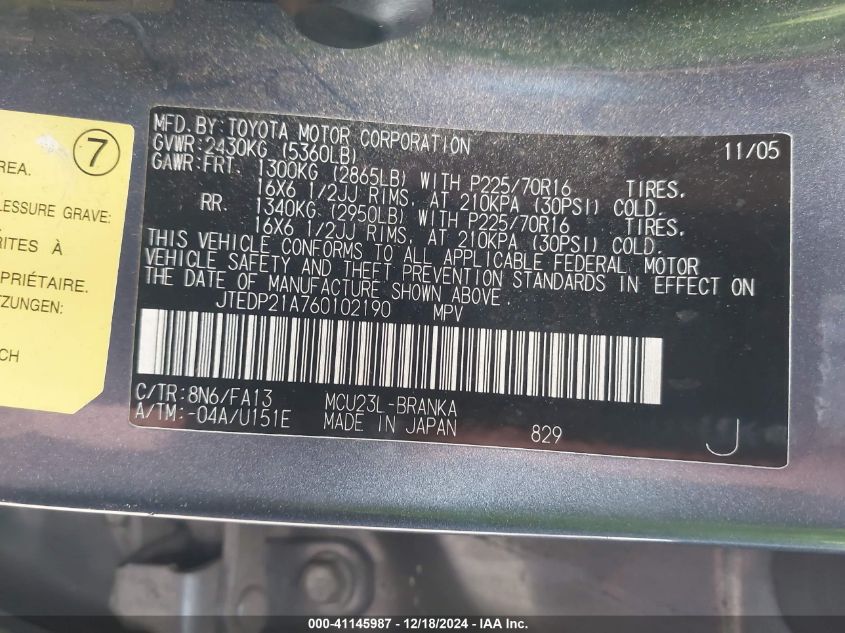 7
REA.
LESSURE GRAVE:
RITES À
PRIÉTAIRE.
TZUNGEN:
CH
MFD.BY:TOYOTA MOTOR CORPORATION 11/05
GVWR:2430KG (5360LB)
GAWR:FRT. 1300KG (2865LB) WITH P225/70R16 TIRES,
16X6 1/2JJ RIMS, AT 210KPA (30PSI) COLD.
RR. 1340KG (2950LB) WITH P225/70R16 TIRES,
16X6 1/2JJ RIMS, AT 210KPA (30PSI) COLD.
THIS VEHICLE CONFORMS TO ALL APPLICABLE FEDERAL MOTOR
VEHICLE SAFETY AND THEFT PREVENTION STANDARDS IN EFFECT ON
THE DATE OF MANUFACTURE SHOWN ABOVE.
JTEDP21A760102190 MPV
C/TR:8N6/FA13 MCU23L-BRANKA
A/TM:-04A/U151E MADE IN JAPAN 829 J
000-41145987 - 12/18/2024 - IAA Inc.